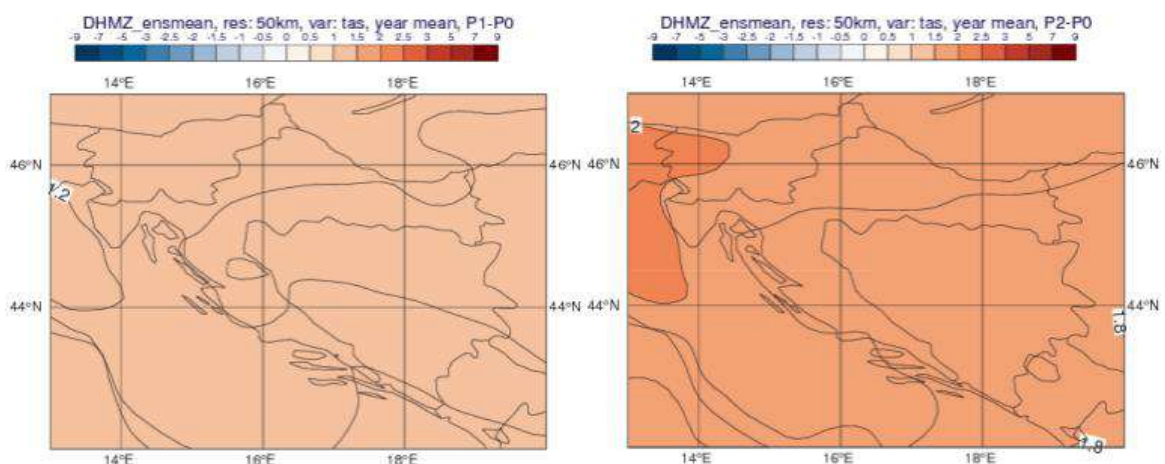 DHMZ_ensmean, res: 50km, var: tas, year mean, P1-P0
-9 -5 -3 -2.5 -2 -1.5 -1 -0.5 0 0.5 1 1.5 2 2.5 3 5 7 9
14°E 16°E 18°E
46°N 46°N
1.2
44°N 44°N
14°E 16°E 18°E
DHMZ_ensmean, res: 50km, var: tas, year mean, P2-P0
-9 -5 -3 -2.5 -2 -1.5 -1 -0.5 0 0.5 1 1.5 2 2.5 3 5 7 9
14°E 16°E 18°E
2
46°N 46°N
44°N 44°N
1.8
1.9
14°E 16°E 18°E